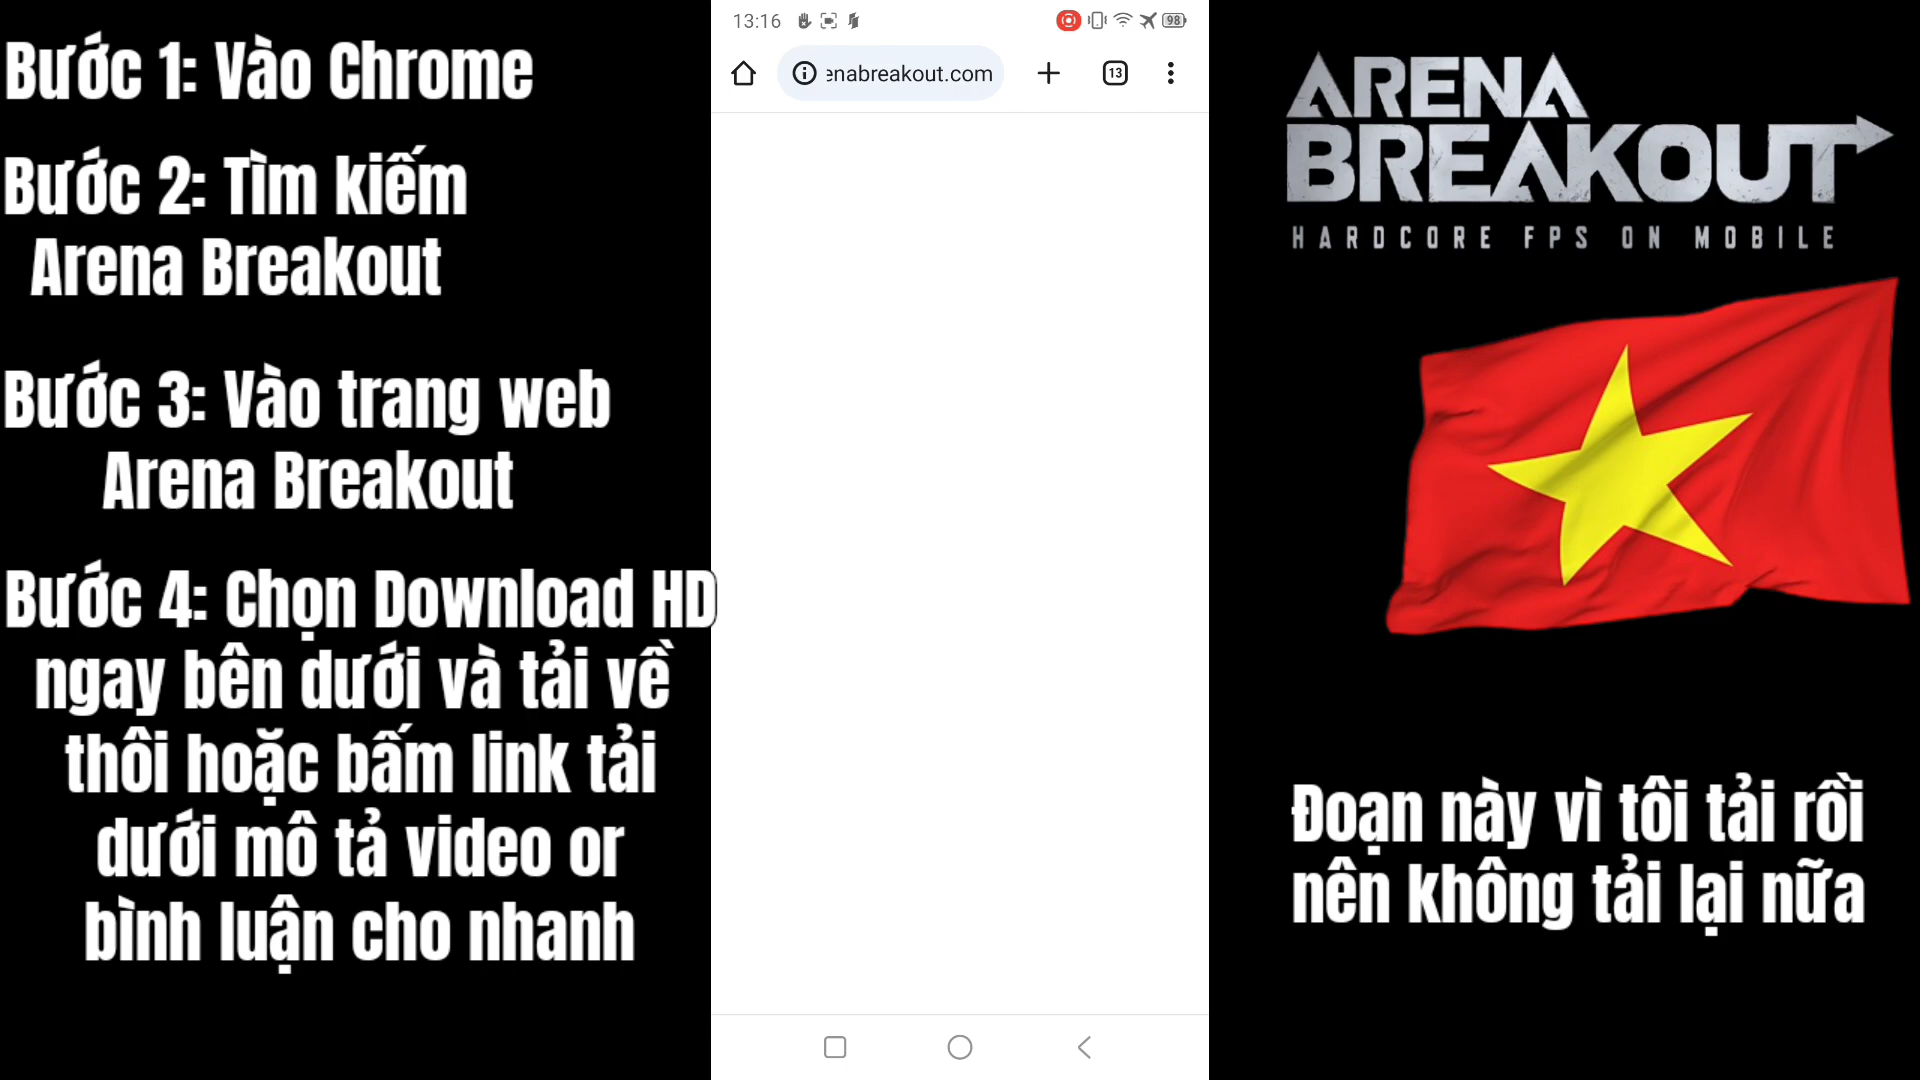 Bước 1: Vào Chrome
Bước 2: Tìm kiếm
Arena Breakout
Bước 3: Vào trang web
Arena Breakout
Bước 4: Chọn Download HD
ngay bên dưới và tải về
thôi hoặc bấm link tải
dưới mô tả video or
bình luận cho nhanh
13:16
98
enabreakout.com
13
ARENA
BREAKOUT
HARDCORE FPS ON MOBILE
Đoạn này vì tôi tải rồi
nên không tải lại nữa